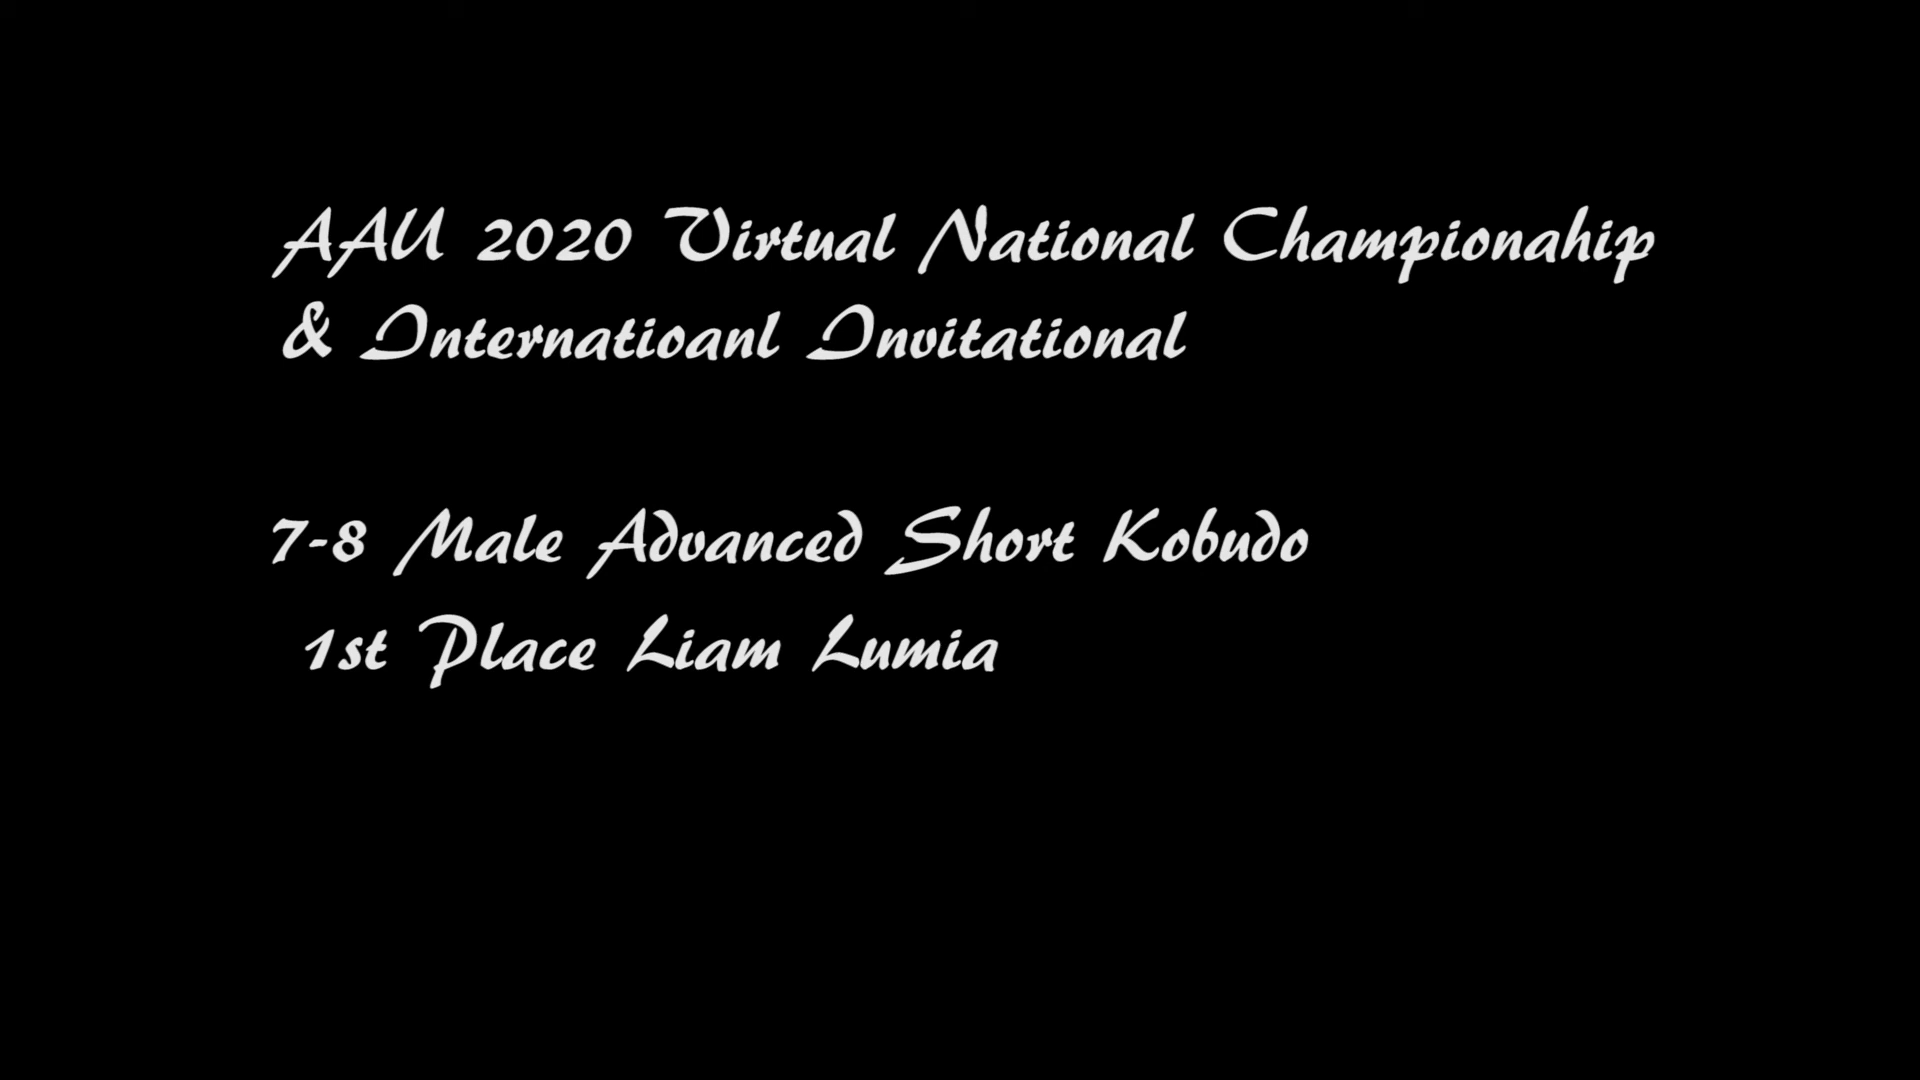 AAU 2020 Virtual National Championahip
& Internatioanl Invitational
7-8 Male Advanced Short Kobudo
1st Place Liam Lumia